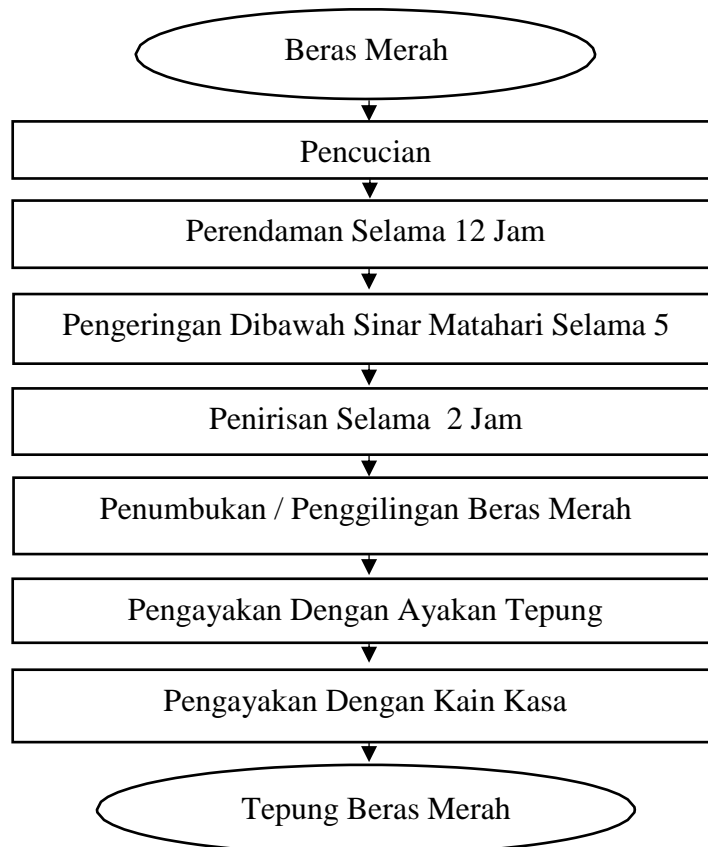 Beras Merah
Pencucian
Perendaman Selama 12 Jam
Pengeringan Dibawah Sinar Matahari Selama 5
Penirisan Selama  2 Jam
Penumbukan / Penggilingan Beras Merah
Pengayakan Dengan Ayakan Tepung
Pengayakan Dengan Kain Kasa
Tepung Beras Merah